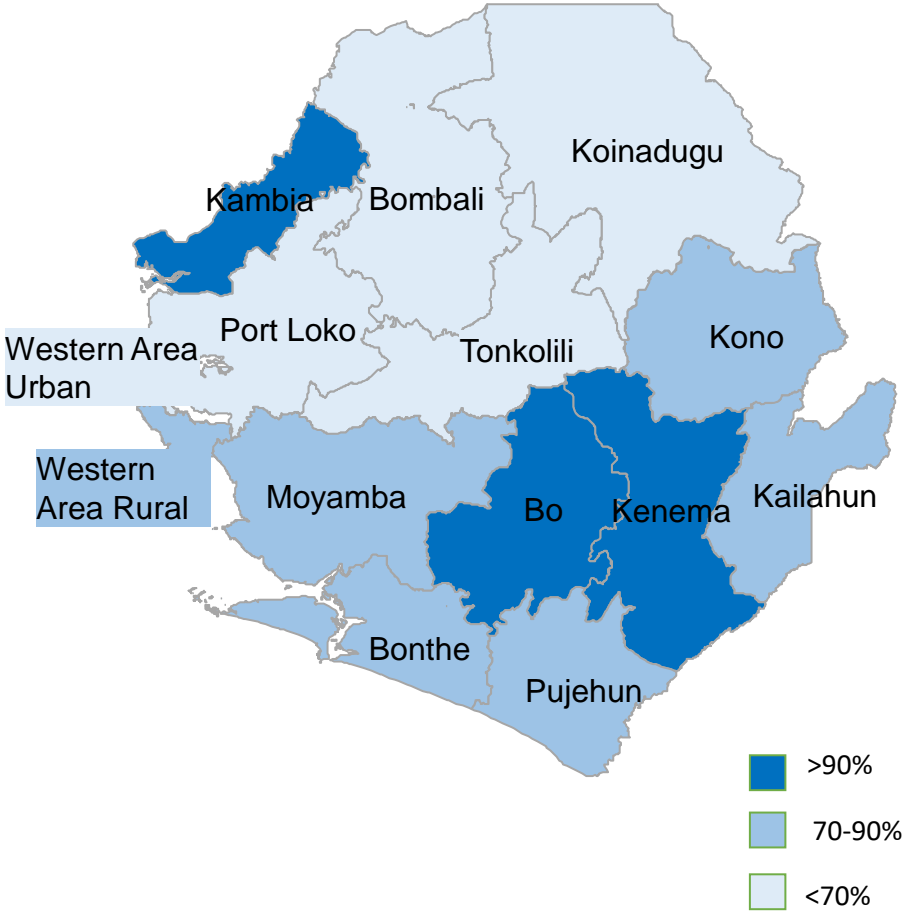 Koinadugu
Kambia
Bombali
Port Loko
Kono
Western Area
Urban
Tonkolili
Western
Area Rural
Moyamba
Bo
Kenema
Kailahun
Bonthe
Pujehun
>90%
70-90%
<70%